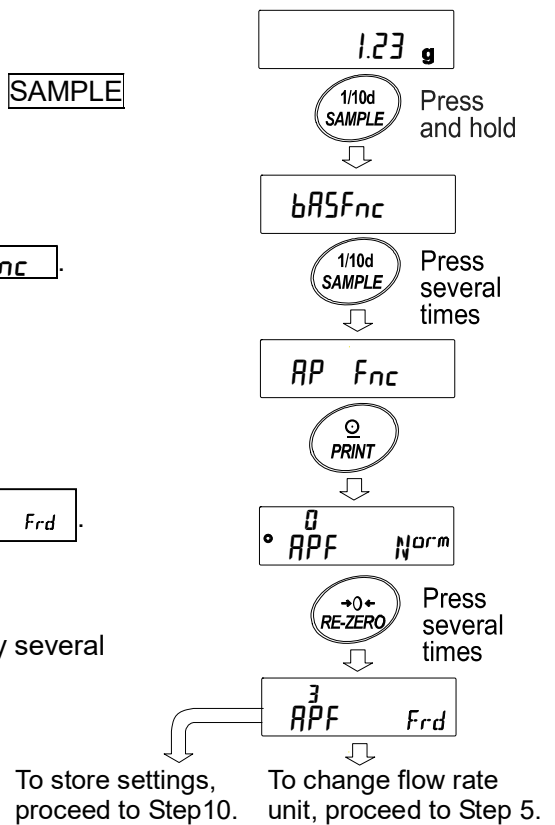 1.23 g
SAMPLE
1/10d
SAMPLE
Press
and hold
bASFnc
nc .
1/10d
SAMPLE
Press
several
times
AP Fnc
PRINT
0
APF Norm
Frd .
→0←
RE-ZERO
Press
several
times
y several
3
APF Frd
To store settings,
proceed to Step10.
To change flow rate
unit, proceed to Step 5.